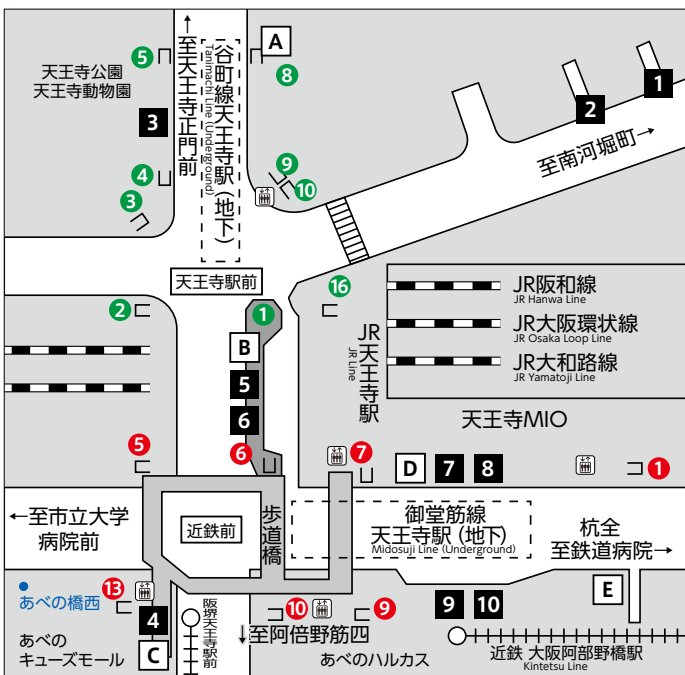 ↑至天王寺正門前
谷町線天王寺駅（地下）
Tanimachi Line (Underground)
A
5
8
天王寺公園
天王寺動物園
3
4
3
9
10
1
2
至南河堀町→
天王寺駅前
2
1
16
B
5
6
JR天王寺駅
JR Line
JR阪和線
JR Hanwa Line
JR大阪環状線
JR Osaka Loop Line
JR大和路線
JR Yamatoji Line
天王寺MIO
5
6
7
D
7
8
1
←至市立大学
病院前
近鉄前
歩道橋
御堂筋線
天王寺駅（地下）
Midosuji Line (Underground)
杭全
至鉄道病院→
E
あべの橋西
13
4
C
あべの
キューズモール
阪堺天王寺駅前
10
9
↓至阿倍野筋四
あべのハルカス
9
10
近鉄 大阪阿部野橋駅
Kintetsu Line